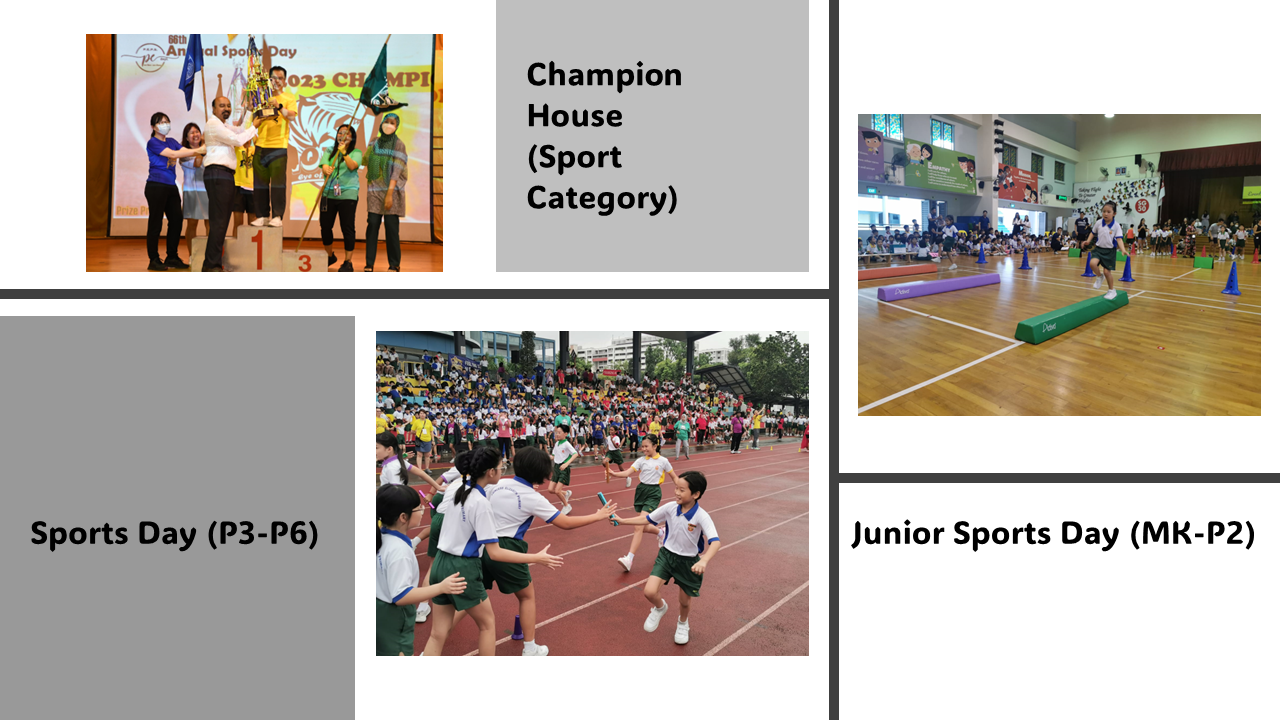 66th
Annual Sports Day
2023 CHAMPI
1
3
Champion
House
(Sport
Category)
Sports Day (P3-P6)
Junior Sports Day (MK-P2)